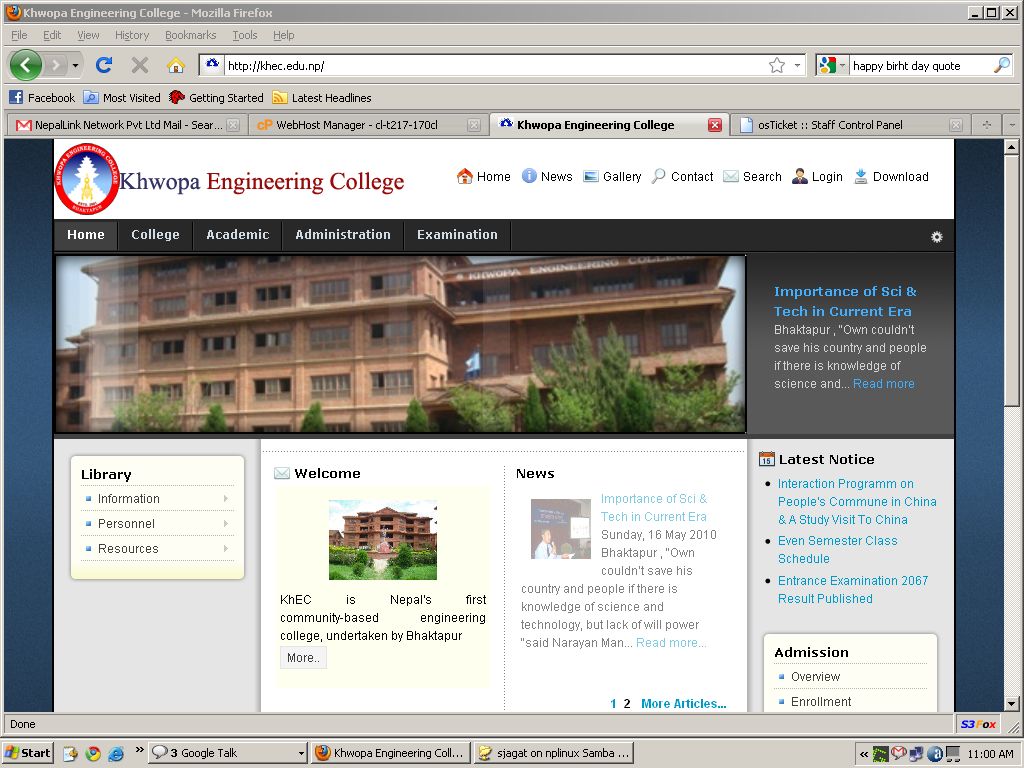 Khwopa Engineering College - Mozilla Firefox
File Edit View History Bookmarks Tools Help
http://khec.edu.np/
happy birht day quote
Facebook Most Visited Getting Started Latest Headlines
NepalLink Network Pvt Ltd Mail - Sear...
WebHost Manager - cl-t217-170cl
Khwopa Engineering College
osTicket :: Staff Control Panel
KHWOPA ENGINEERING COLLEGE
BHAKTAPUR
Khwopa Engineering College
Home News Gallery Contact Search Login Download
Home College Academic Administration Examination
KHWOPA ENGINEERING COLLEGE
Importance of Sci &
Tech in Current Era
Bhaktapur , "Own couldn't
save his country and people
if there is knowledge of
science and... Read more
Library
Information
Personnel
Resources
Welcome
KhEC is Nepal's first
community-based engineering
college, undertaken by Bhaktapur
More..
News
Importance of Sci &
Tech in Current Era
Sunday, 16 May 2010
Bhaktapur , "Own
couldn't save his
country and people if there is
knowledge of science and
technology, but lack of will power
"said Narayan Man... Read more...
1 2 More Articles...
15
Latest Notice
Interaction Programm on
People's Commune in China
& A Study Visit To China
Even Semester Class
Schedule
Entrance Examination 2067
Result Published
Admission
Overview
Enrollment
Done
S3Fox
Start
3 Google Talk
Khwopa Engineering Coll...
sjagat on nplinux Samba ...
11:00 AM